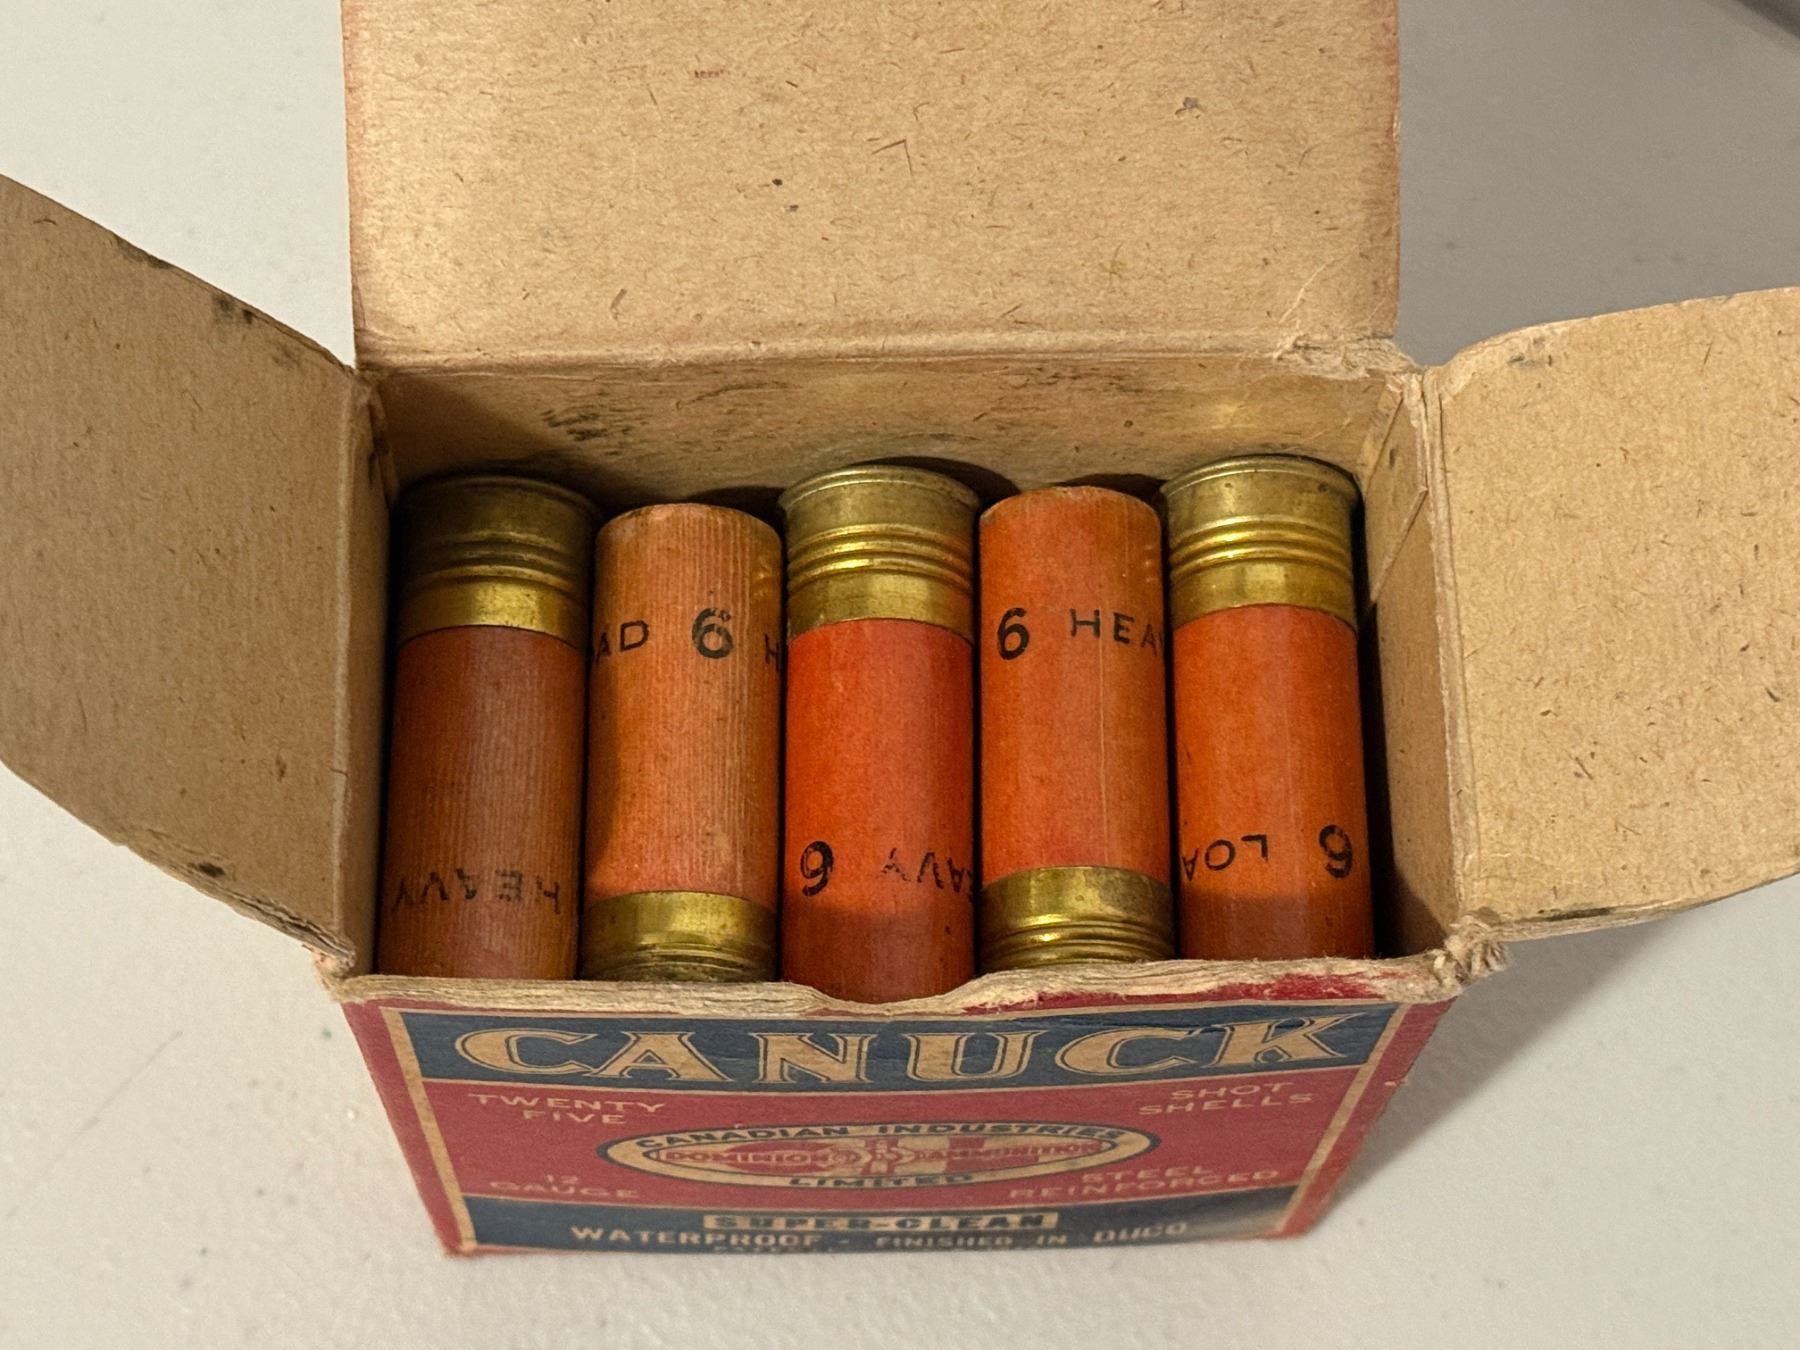 HEAVY
AD 6 H
6 AVY
6 HEA
LOA 6
CANUCK
TWENTY
FIVE
SHOT
SHELLS
CANADIAN INDUSTRIES
DOMINION AMMUNITION
LIMITED
12
GAUGE
STEEL
REINFORCED
SUPER-CLEAN
WATERPROOF - FINISHED IN DUCO